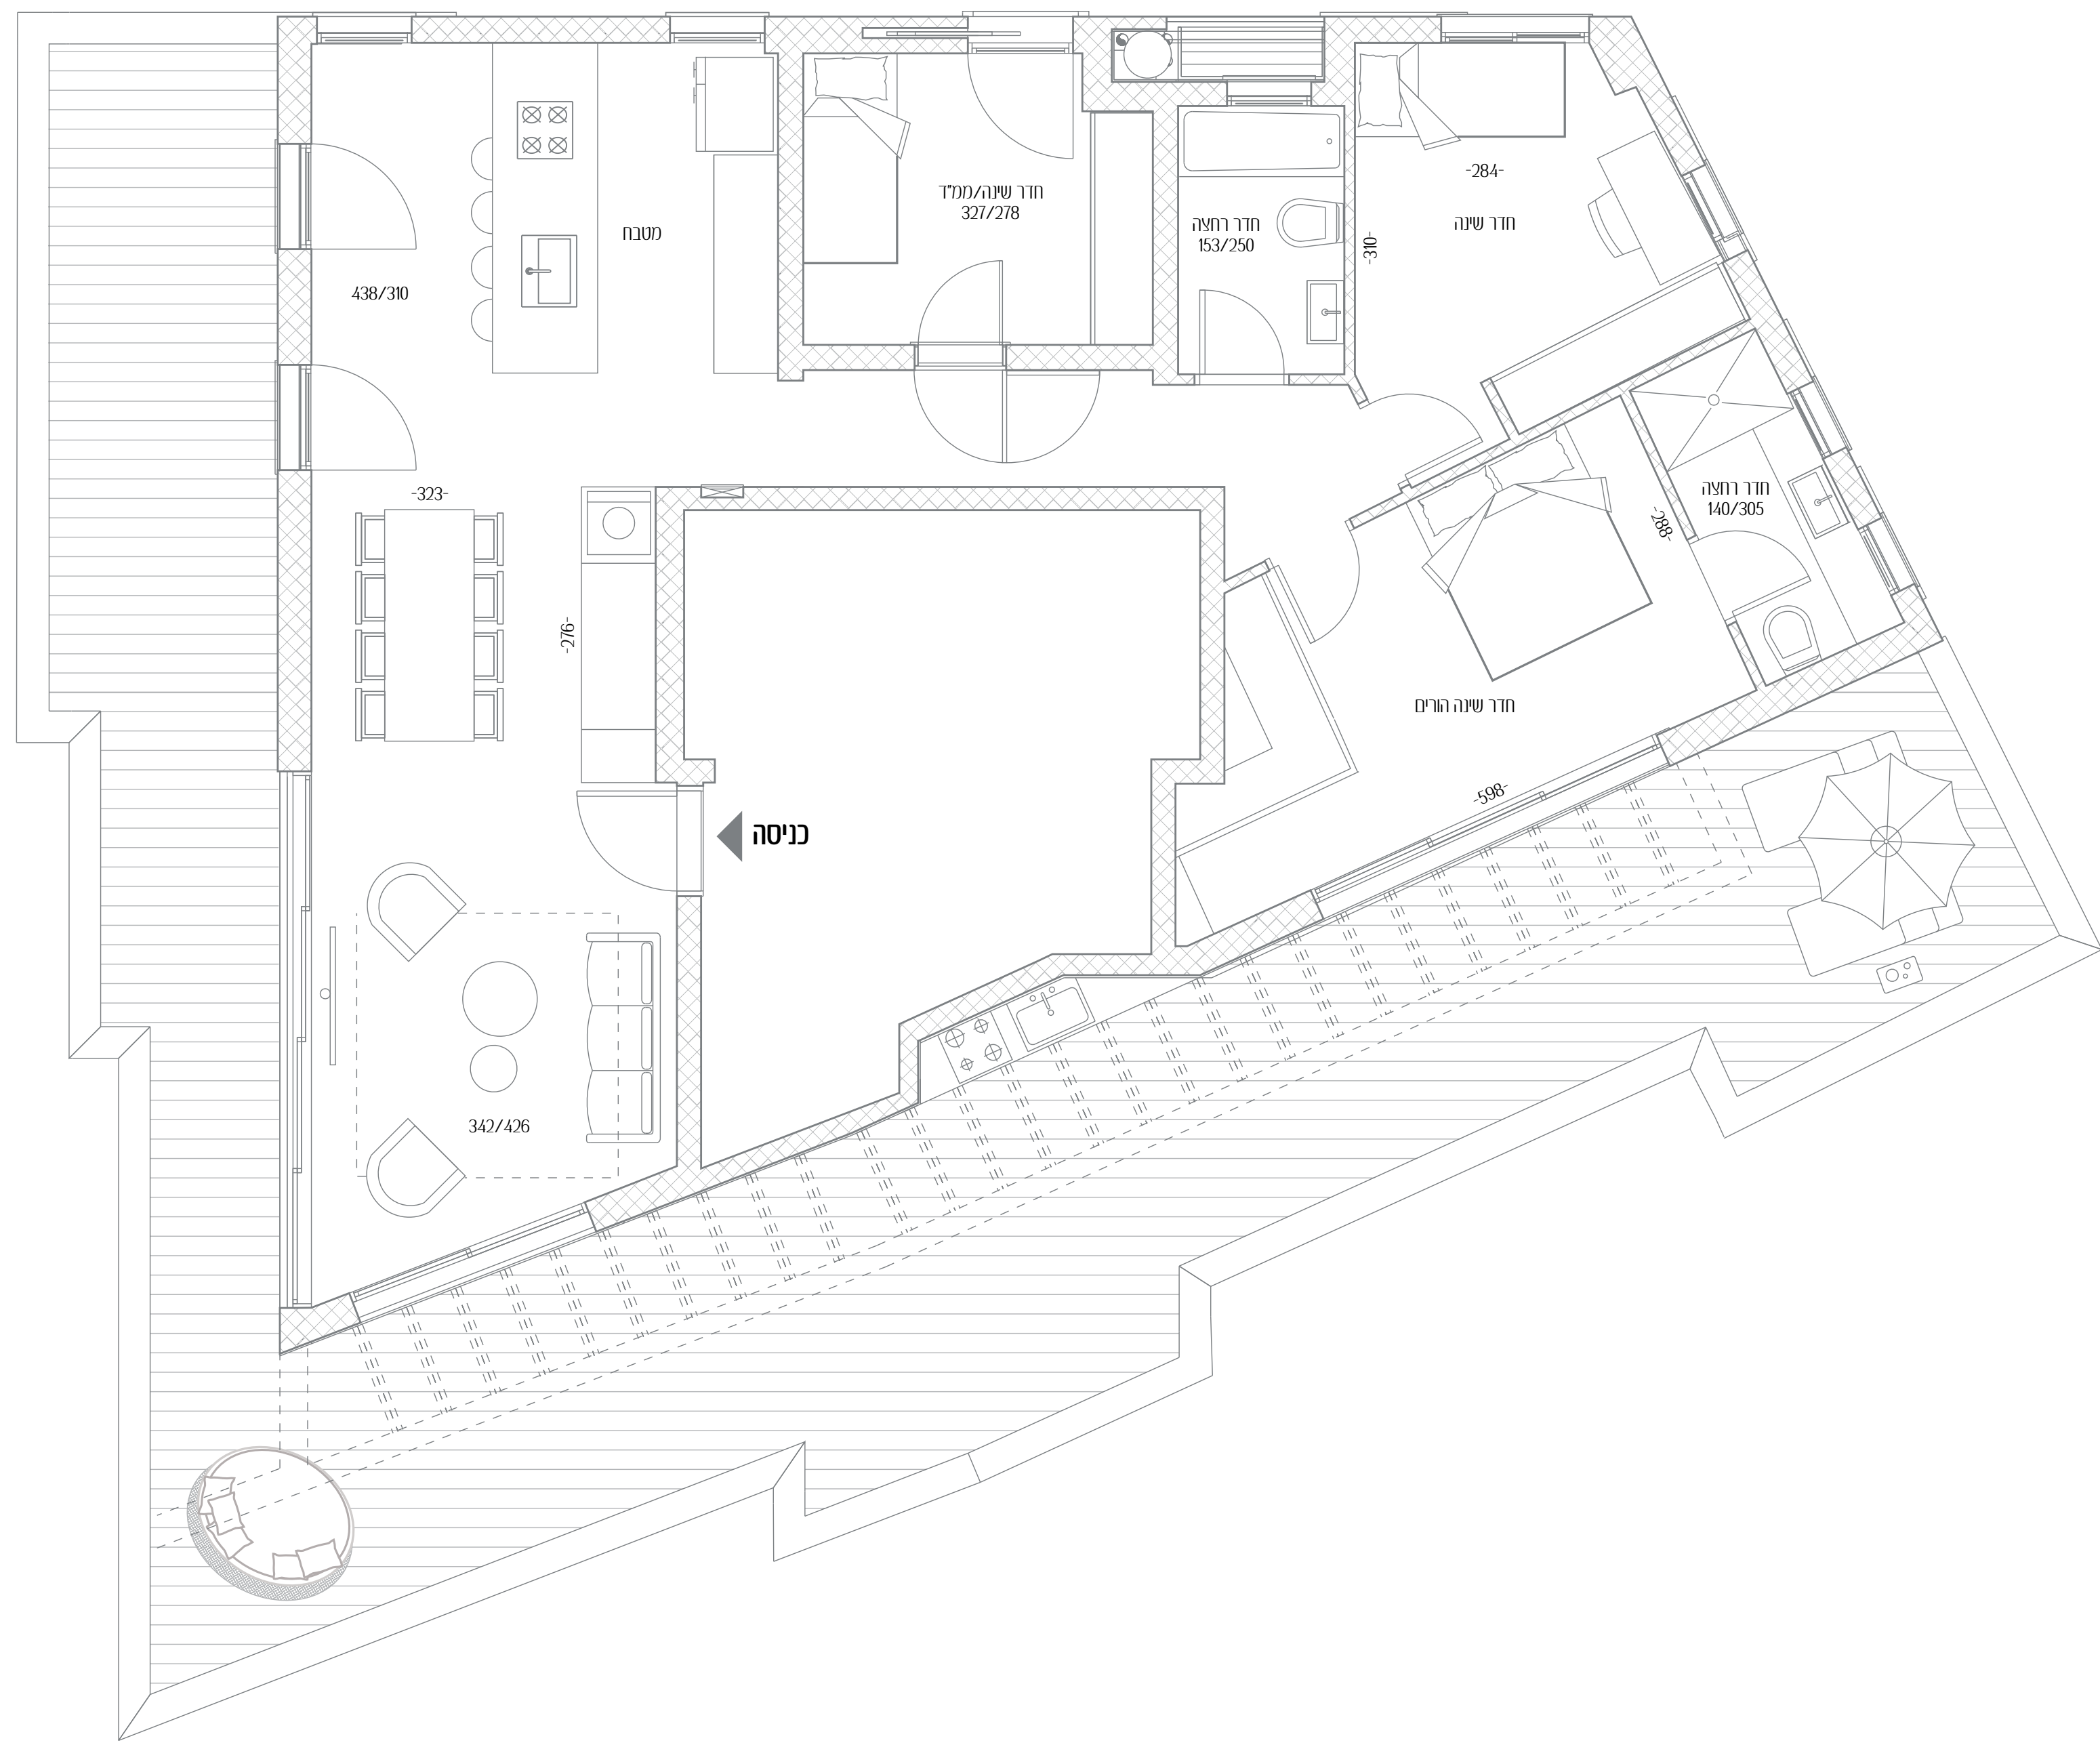 -284-
חדר שינה/ממ"ד
327/278
חדר רחצה
153/250
חדר שינה
-310-
מטבח
438/310
-323-
חדר רחצה
140/305
-288-
-276-
חדר שינה הורים
-598-
כניסה
342/426